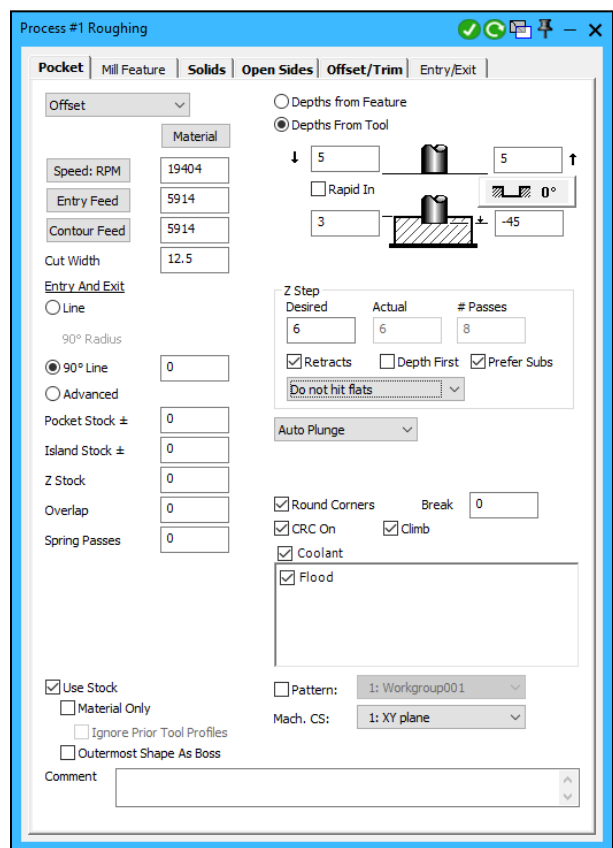 Process #1 Roughing
Pocket Mill Feature Solids Open Sides Offset/Trim Entry/Exit
Offset
Material
Speed: RPM 19404
Entry Feed 5914
Contour Feed 5914
Cut Width 12.5
Entry And Exit
Line
90° Radius
90° Line 0
Advanced
Pocket Stock ± 0
Island Stock ± 0
Z Stock 0
Overlap 0
Spring Passes 0
Depths from Feature
Depths From Tool
5 5
Rapid In
0°
3 -45
Z Step
Desired Actual # Passes
6 6 8
Retracts Depth First Prefer Subs
Do not hit flats
Auto Plunge
Round Corners Break 0
CRC On Climb
Coolant
Flood
Use Stock
Material Only
Ignore Prior Tool Profiles
Outermost Shape As Boss
Pattern: 1: Workgroup001
Mach. CS: 1: XY plane
Comment